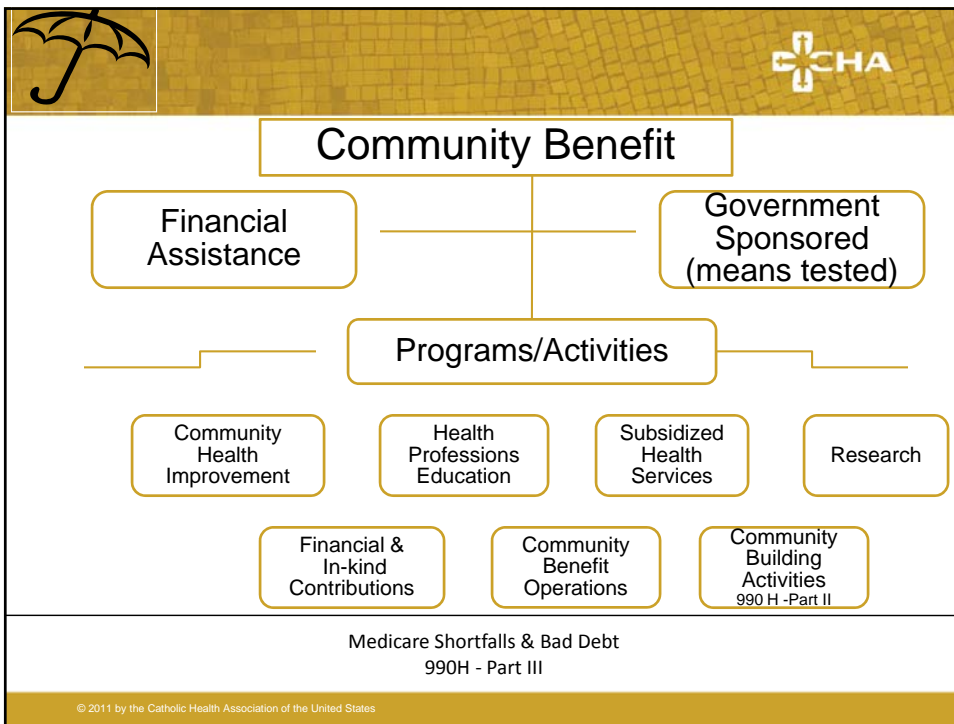 CHA
Community Benefit
Financial
Assistance
Government
Sponsored
(means tested)
Programs/Activities
Community
Health
Improvement
Health
Professions
Education
Subsidized
Health
Services
Research
Financial &
In-kind
Contributions
Community
Benefit
Operations
Community
Building
Activities
990 H -Part II
Medicare Shortfalls & Bad Debt
990H - Part III
© 2011 by the Catholic Health Association of the United States